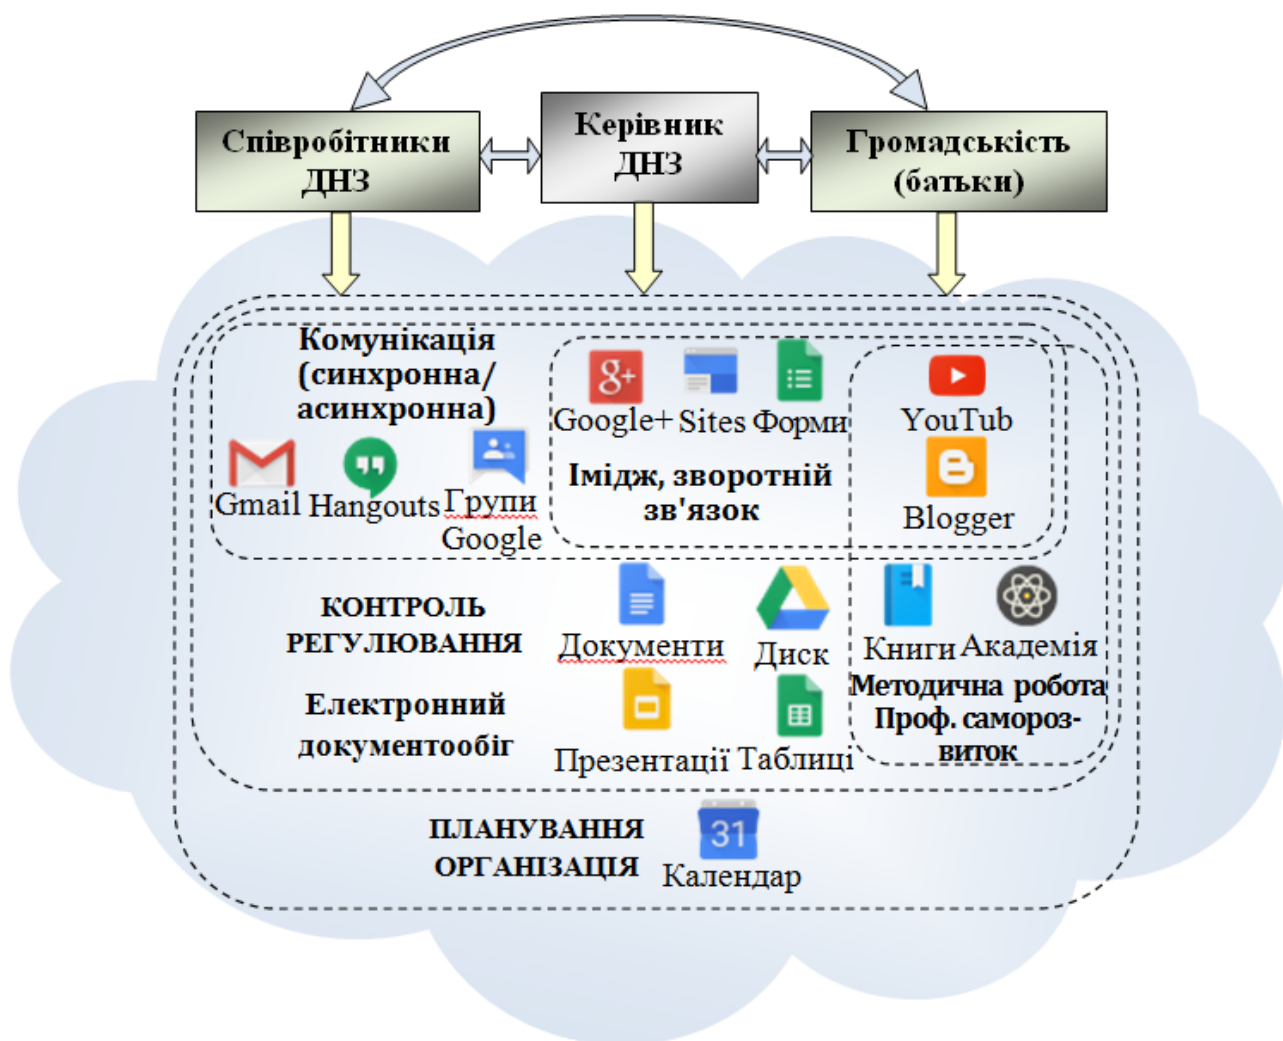 Співробітники
ДНЗ
Керівник
ДНЗ
Громадськість
(батьки)
Комунікація
(синхронна/
асинхронна)
Gmail
Hangouts
Групи
Google
g+
Google+
Sites
Форми
Імідж, зворотній
зв'язок
YouTub
Blogger
КОНТРОЛЬ
РЕГУЛЮВАННЯ
Електронний
документообіг
Документи
Диск
Презентації
Таблиці
Книги
Академія
Методична робота
Проф. самороз-
виток
ПЛАНУВАННЯ
ОРГАНІЗАЦІЯ
31
Календар